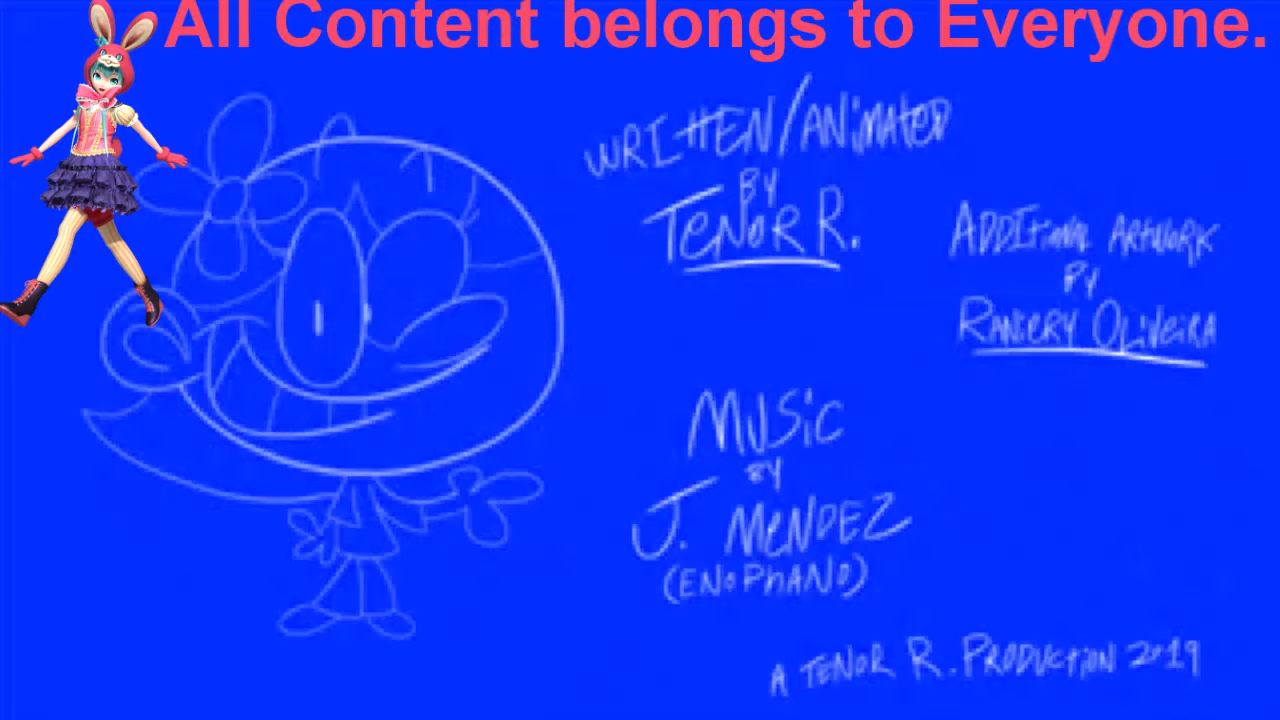 All Content belongs to Everyone.
WRITTEN/ANIMATED
BY
TENOR R.
ADDITIONAL ARTWORK
BY
RANIERY OLIVEIRA
MUSIC
BY
J. MENDEZ
(ENOPHANO)
A TENOR R. PRODUCTION 2019